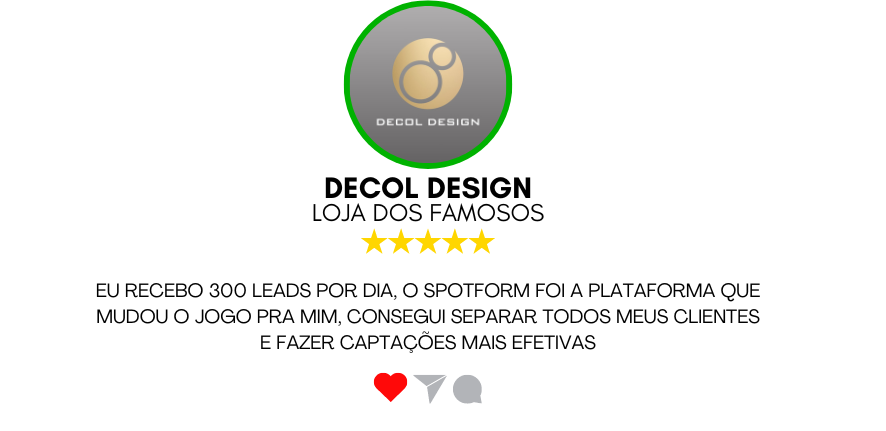 DECOL DESIGN
DECOL DESIGN
LOJA DOS FAMOSOS
EU RECEBO 300 LEADS POR DIA, O SPOTFORM FOI A PLATAFORMA QUE
MUDOU O JOGO PRA MIM, CONSEGUI SEPARAR TODOS MEUS CLIENTES
E FAZER CAPTAÇÕES MAIS EFETIVAS